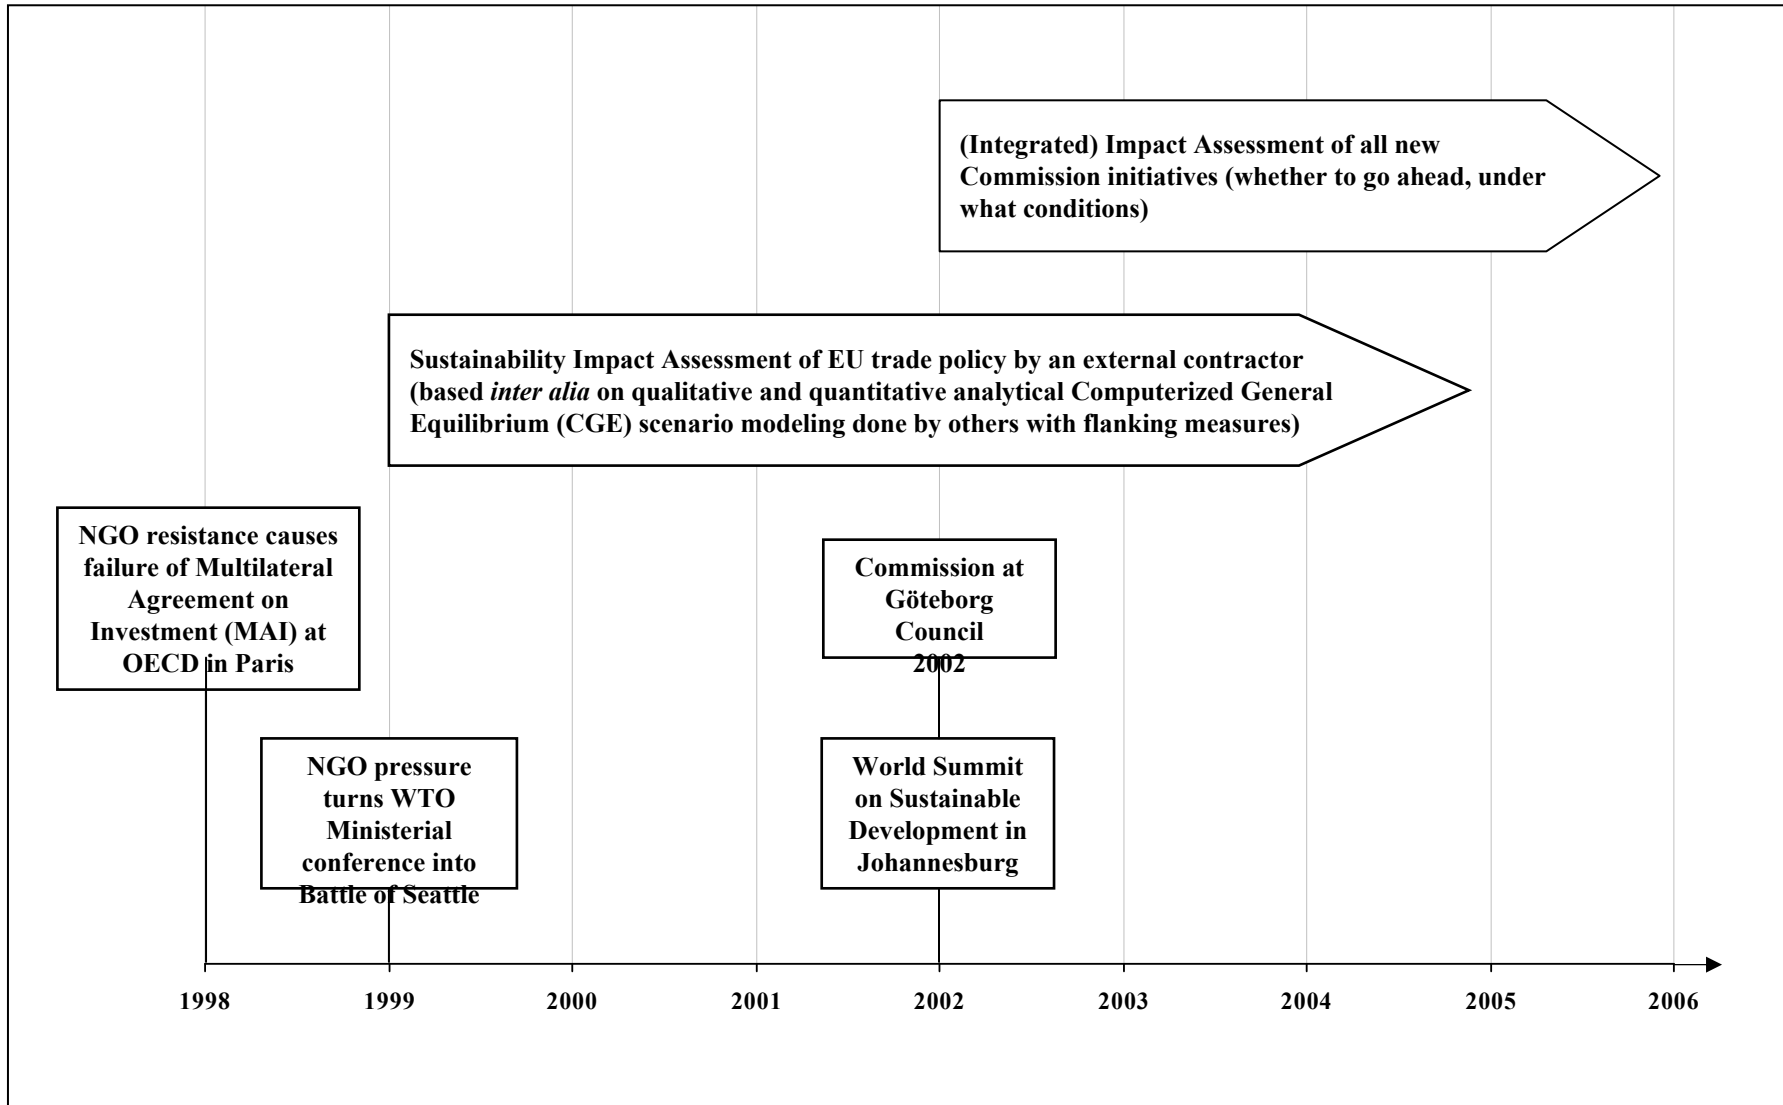 (Integrated) Impact Assessment of all new
Commission initiatives (whether to go ahead, under
what conditions)
Sustainability Impact Assessment of EU trade policy by an external contractor
(based inter alia on qualitative and quantitative analytical Computerized General
Equilibrium (CGE) scenario modeling done by others with flanking measures)
NGO resistance causes
failure of Multilateral
Agreement on
Investment (MAI) at
OECD in Paris
Commission at
Göteborg
Council
2002
NGO pressure
turns WTO
Ministerial
conference into
Battle of Seattle
World Summit
on Sustainable
Development in
Johannesburg
1998 1999 2000 2001 2002 2003 2004 2005 2006